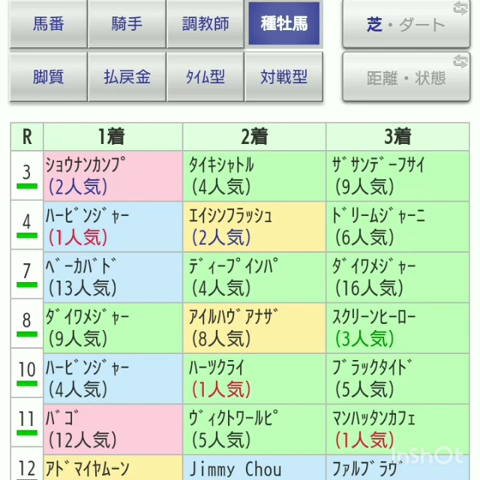 馬番 騎手 調教師 種牡馬 芝・ダート
脚質 払戻金 ﾀｲﾑ型 対戦型 距離・状態
R 1着 2着 3着
3 ｼｮｳﾅﾝｶﾝﾌﾟ ﾀｲｷｼｬﾄﾙ ｻﾞｻﾝﾃﾞｰﾌｻｲ
(2人気) (4人気) (9人気)
4 ﾊｰﾋﾞﾝｼﾞｬｰ ｴｲｼﾝﾌﾗｯｼｭ ﾄﾞﾘｰﾑｼﾞｬｰﾆ
(1人気) (2人気) (6人気)
7 ﾍﾞｰｶﾊﾞﾄﾞ ﾃﾞｨｰﾌﾟｲﾝﾊﾟ ﾀﾞｲﾜﾒｼﾞｬｰ
(13人気) (4人気) (16人気)
8 ﾀﾞｲﾜﾒｼﾞｬｰ ｱｲﾙﾊｳﾞｱﾅｻﾞ ｽｸﾘｰﾝﾋｰﾛｰ
(9人気) (8人気) (3人気)
10 ﾊｰﾋﾞﾝｼﾞｬｰ ﾊｰﾂｸﾗｲ ﾌﾞﾗｯｸﾀｲﾄﾞ
(4人気) (1人気) (5人気)
11 ﾊﾞｺﾞ ｳﾞｨｸﾄﾜｰﾙﾋﾟ ﾏﾝﾊｯﾀﾝｶﾌｪ
(12人気) (5人気) (1人気)
12 ｱﾄﾞﾏｲﾔﾑｰﾝ Jimmy Chou ﾌｧﾙﾌﾞﾗｳﾞ
InShOt